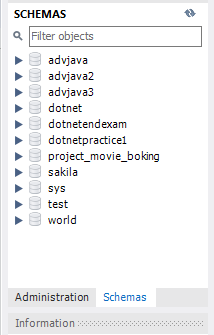 SCHEMAS
Filter objects
advjava
advjava2
advjava3
dotnet
dotnetendexam
dotnetpractice1
project_movie_boking
sakila
sys
test
world
Administration Schemas
Information